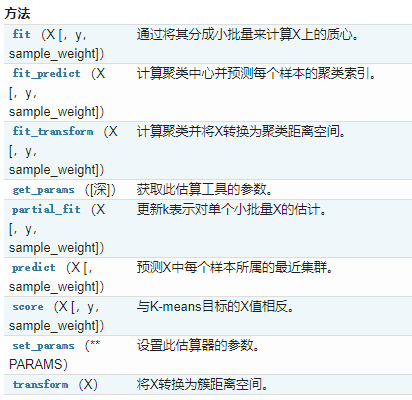 方法
fit （X [，y， 通过将其分成小批量来计算X上的质心。
sample_weight]）
fit_predict （X 计算聚类中心并预测每个样本的聚类索引。
[，y，
sample_weight]）
fit_transform （X 计算聚类并将X转换为聚类距离空间。
[，y，
sample_weight]）
get_params （[深]） 获取此估算工具的参数。
partial_fit （X 更新k表示对单个小批量X的估计。
[，y，
sample_weight]）
predict （X [， 预测X中每个样本所属的最近集群。
sample_weight]）
score （X [，y， 与K-means目标的X值相反。
sample_weight]）
set_params （** 设置此估算器的参数。
PARAMS）
transform （X） 将X转换为簇距离空间。